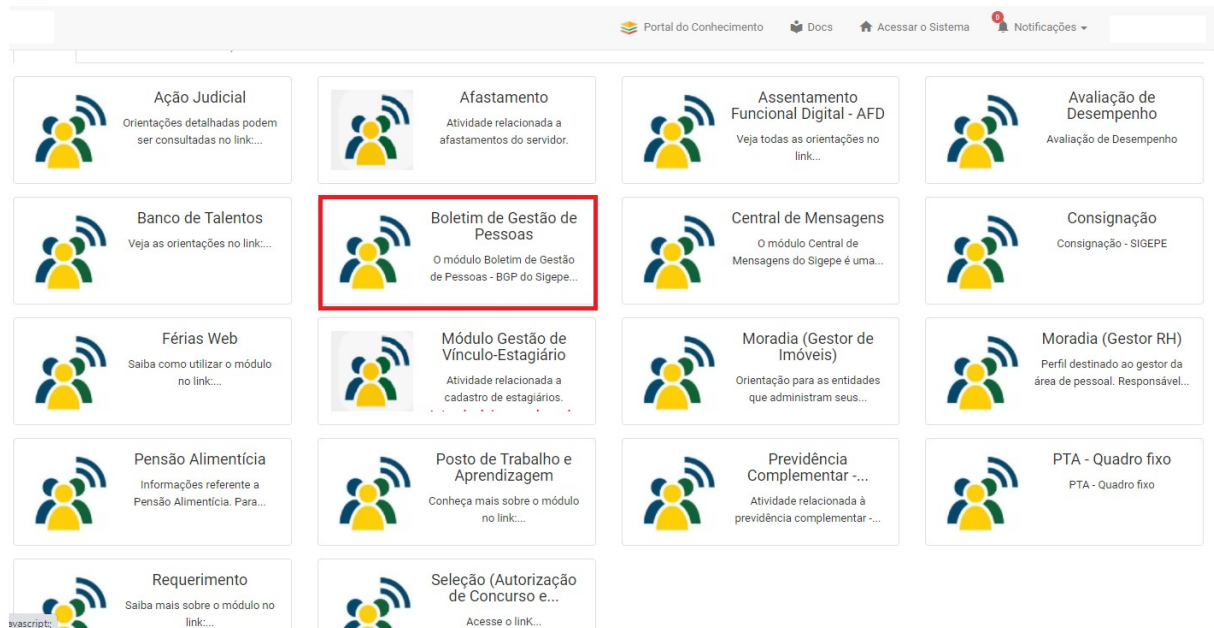 Portal do Conhecimento
Docs
Acessar o Sistema
0
Notificações
Ação Judicial
Orientações detalhadas podem
ser consultadas no link:...
Afastamento
Atividade relacionada a
afastamentos do servidor.
Assentamento
Funcional Digital - AFD
Veja todas as orientações no
link...
Avaliação de
Desempenho
Avaliação de Desempenho
Banco de Talentos
Veja as orientações no link:...
Boletim de Gestão de
Pessoas
O módulo Boletim de Gestão
de Pessoas - BGP do Sigepe...
Central de Mensagens
O módulo Central de
Mensagens do Sigepe é uma...
Consignação
Consignação - SIGEPE
Férias Web
Saiba como utilizar o módulo
no link:...
Módulo Gestão de
Vínculo-Estagiário
Atividade relacionada a
cadastro de estagiários.
Moradia (Gestor de
Imóveis)
Orientação para as entidades
que administram seus...
Moradia (Gestor RH)
Perfil destinado ao gestor da
área de pessoal. Responsável...
Pensão Alimentícia
Informações referente a
Pensão Alimentícia. Para...
Posto de Trabalho e
Aprendizagem
Conheça mais sobre o módulo
no link:...
Previdência
Complementar -...
Atividade relacionada à
previdência complementar -...
PTA - Quadro fixo
PTA - Quadro fixo
Requerimento
Saiba mais sobre o módulo no
link:...
Seleção (Autorização
de Concurso e...
Acesse o linK...
avascript:;